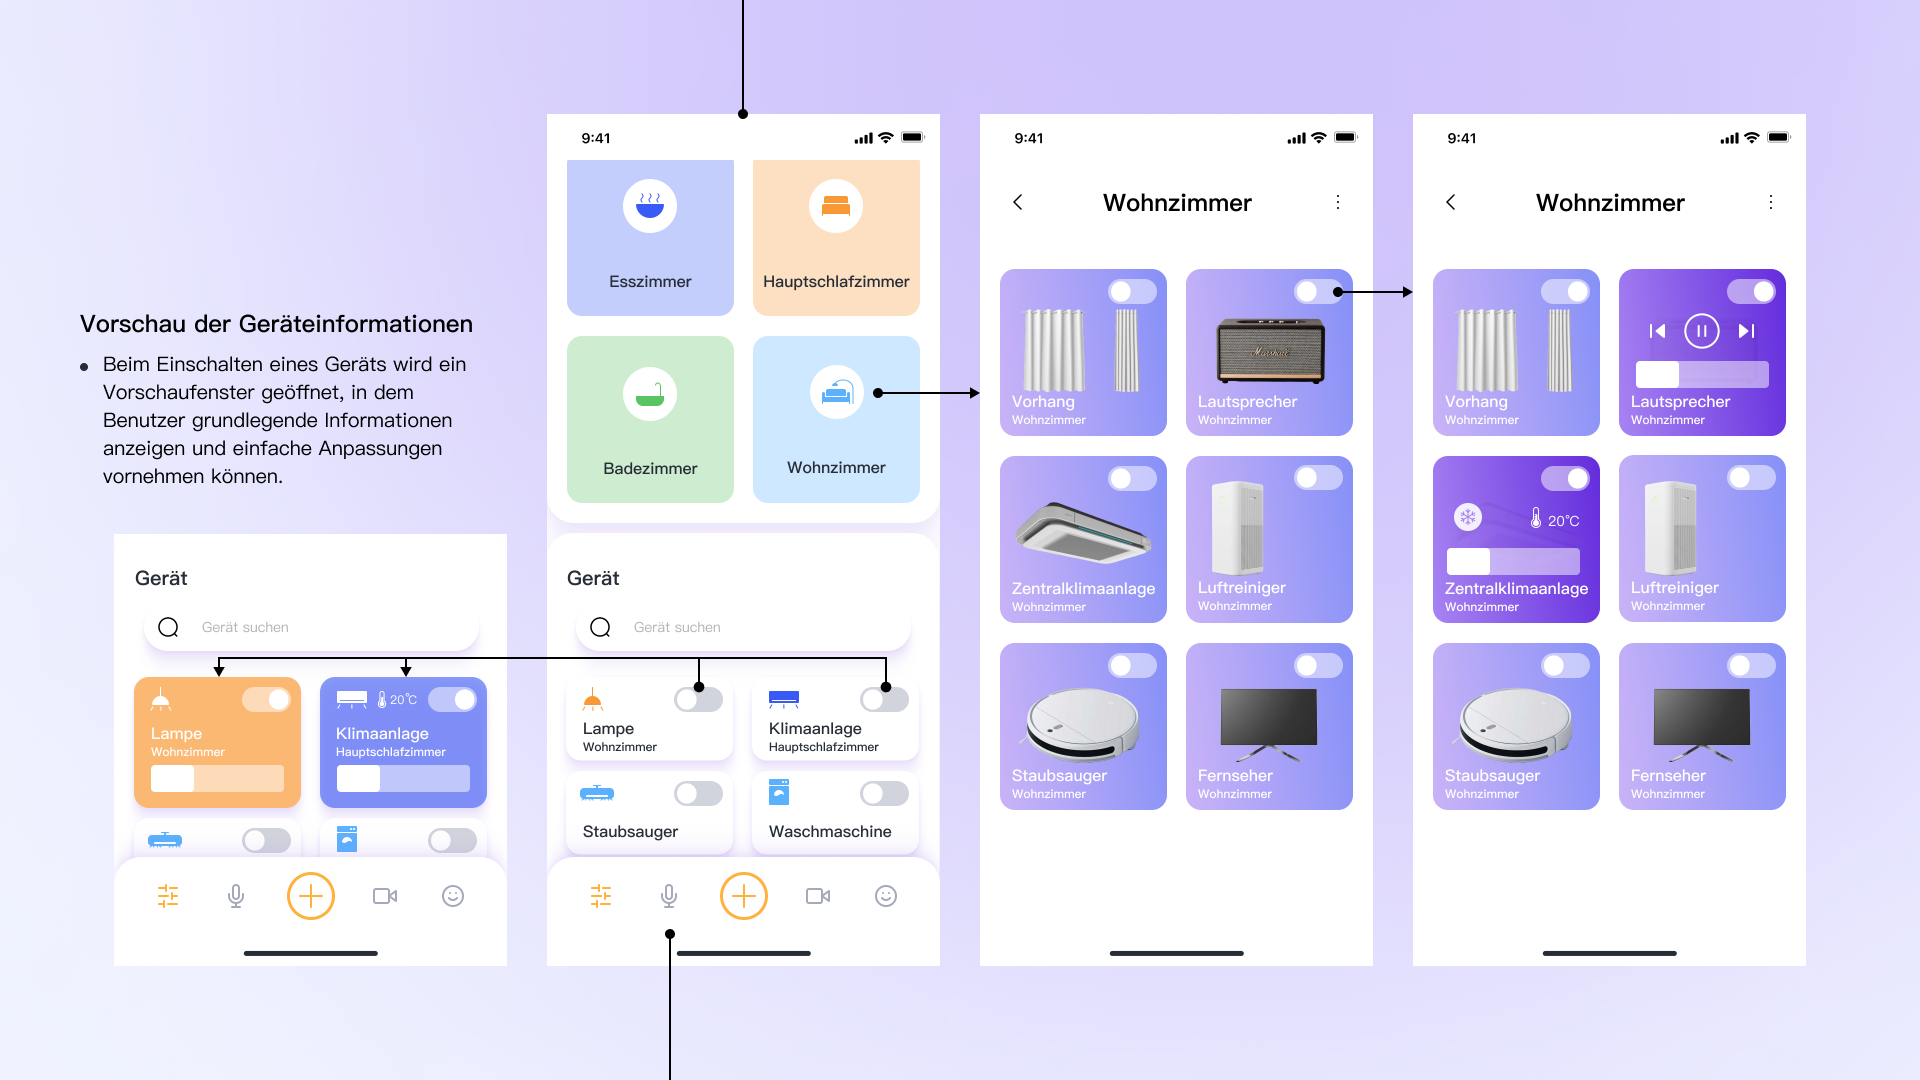 Vorschau der Geräteinformationen
Beim Einschalten eines Geräts wird ein
Vorschaufenster geöffnet, in dem
Benutzer grundlegende Informationen
anzeigen und einfache Anpassungen
vornehmen können.
Gerät
Gerät suchen
20℃
Lampe
Wohnzimmer
Klimaanlage
Hauptschlafzimmer
9:41
Esszimmer
Hauptschlafzimmer
Badezimmer
Wohnzimmer
Gerät
Gerät suchen
Lampe
Wohnzimmer
Klimaanlage
Hauptschlafzimmer
Staubsauger
Waschmaschine
9:41
Wohnzimmer
Vorhang
Wohnzimmer
Marshall
Lautsprecher
Wohnzimmer
Zentralklimaanlage
Wohnzimmer
Luftreiniger
Wohnzimmer
Staubsauger
Wohnzimmer
Fernseher
Wohnzimmer
9:41
Wohnzimmer
Vorhang
Wohnzimmer
Lautsprecher
Wohnzimmer
20℃
Zentralklimaanlage
Wohnzimmer
Luftreiniger
Wohnzimmer
Staubsauger
Wohnzimmer
Fernseher
Wohnzimmer